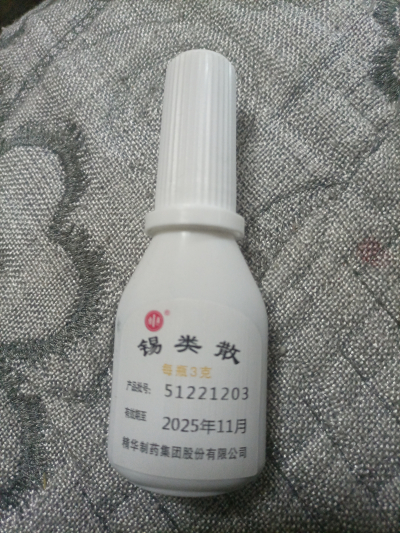 锡类散
每瓶3克
产品批号: 51221203
有效期至 2025年11月
精华制药集团股份有限公司